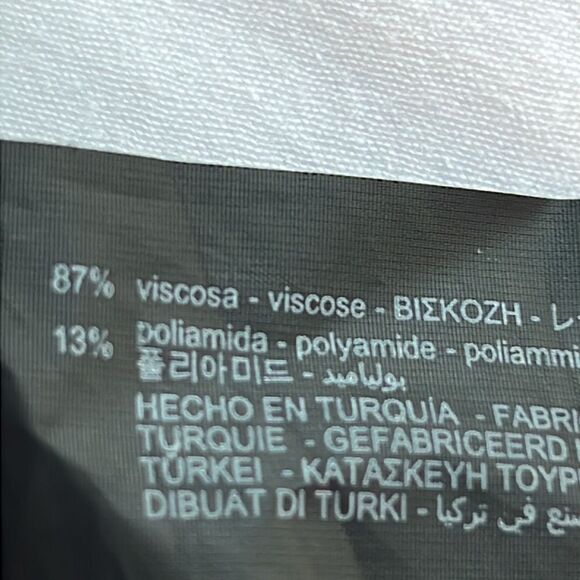 87% viscosa - viscose - ΒΙΣΚΟΖΗ - レ
13% poliamida - polyamide - poliammi
폴리아미드 - بولياميد
HECHO EN TURQUÍA - FABRI
TURQUIE - GEFABRICEERD
TÜRKEI - ΚΑΤΑΣΚΕΥΗ ΤΟΥΡ
DIBUAT DI TURKI - صنع في تركيا